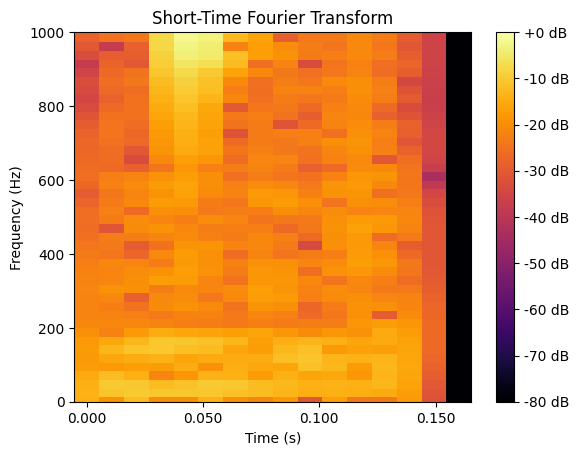 Short-Time Fourier Transform
1000
800
600
400
200
0
Frequency (Hz)
0.000
0.050
0.100
0.150
Time (s)
+0 dB
-10 dB
-20 dB
-30 dB
-40 dB
-50 dB
-60 dB
-70 dB
-80 dB